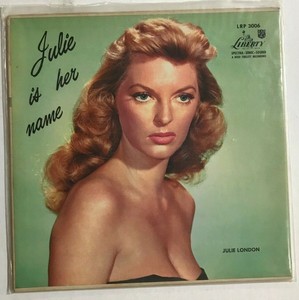 Julie
is her
name
LRP 3006
LIBERTY
JULIE LONDON